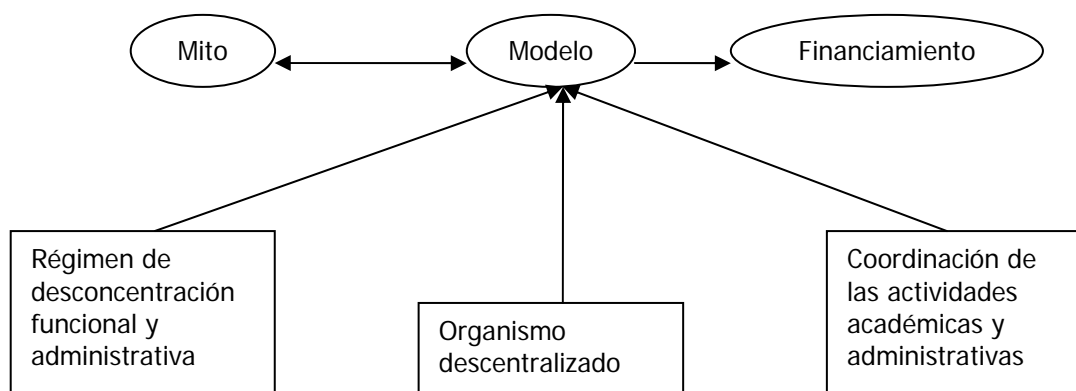 Mito
Modelo
Financiamiento
Régimen de
desconcentración
funcional y
administrativa
Organismo
descentralizado
Coordinación de
las actividades
académicas y
administrativas